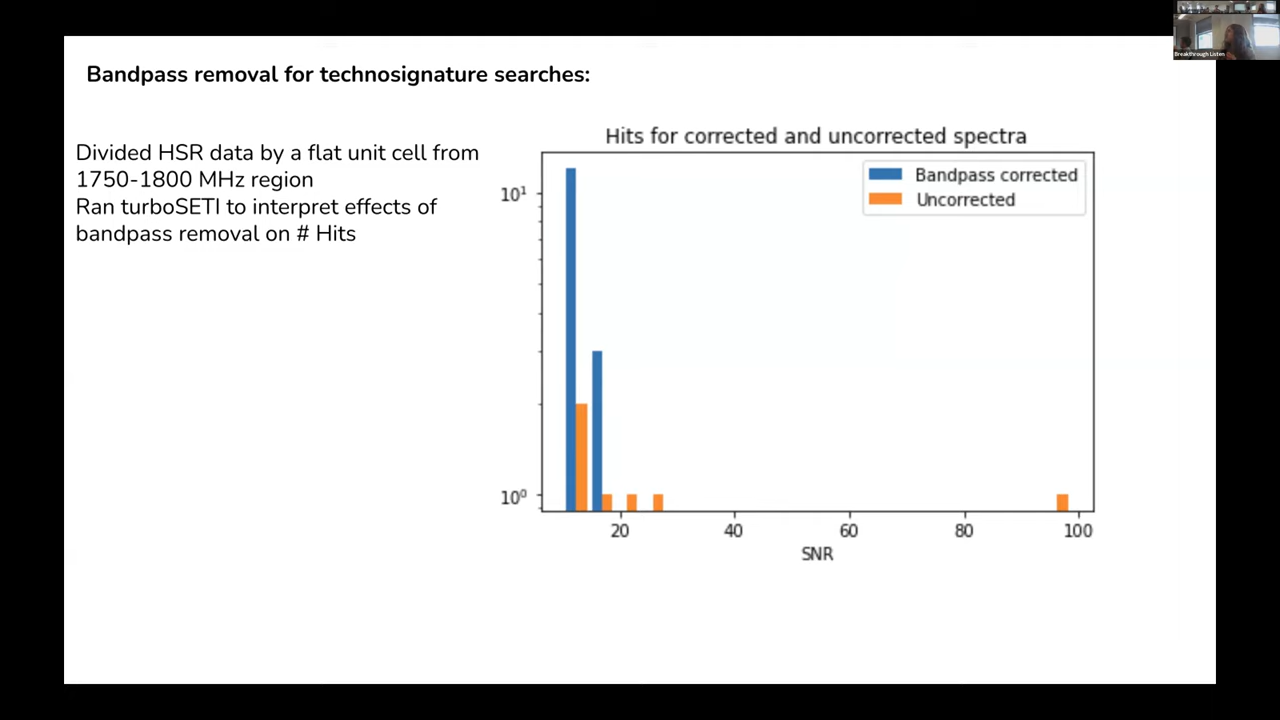 Bandpass removal for technosignature searches:
Divided HSR data by a flat unit cell from
1750-1800 MHz region
Ran turboSETI to interpret effects of
bandpass removal on # Hits
Hits for corrected and uncorrected spectra
Bandpass corrected
Uncorrected
10¹
10⁰
20 40 60 80 100
SNR
Breakthrough Listen